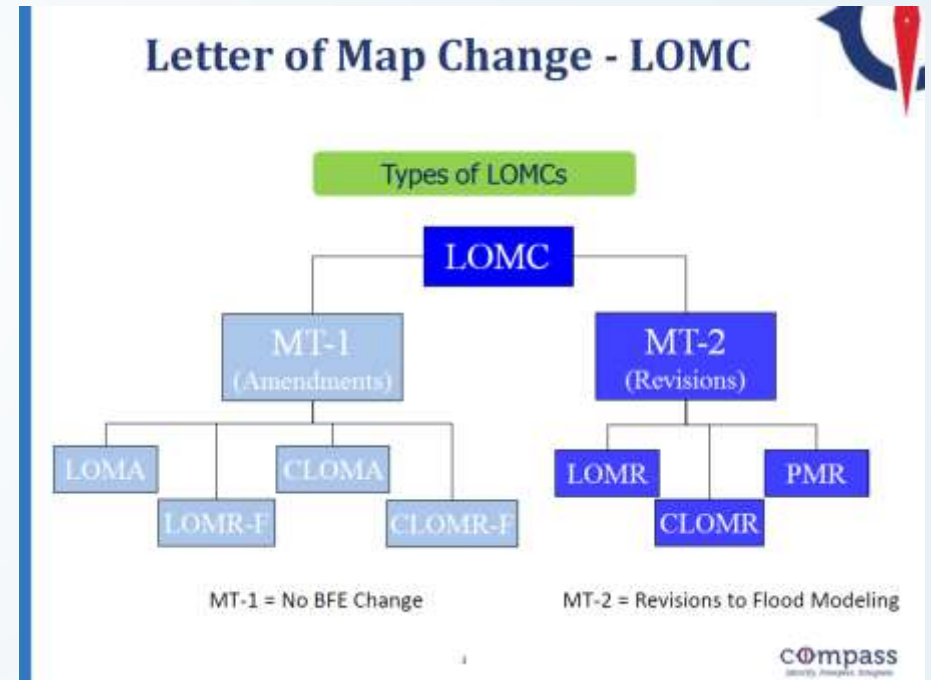 Letter of Map Change - LOMC
Types of LOMCs
LOMC
MT-1
(Amendments)
MT-2
(Revisions)
LOMA
CLOMA
LOMR-F
CLOMR-F
LOMR
PMR
CLOMR
MT-1 = No BFE Change
MT-2 = Revisions to Flood Modeling
compass